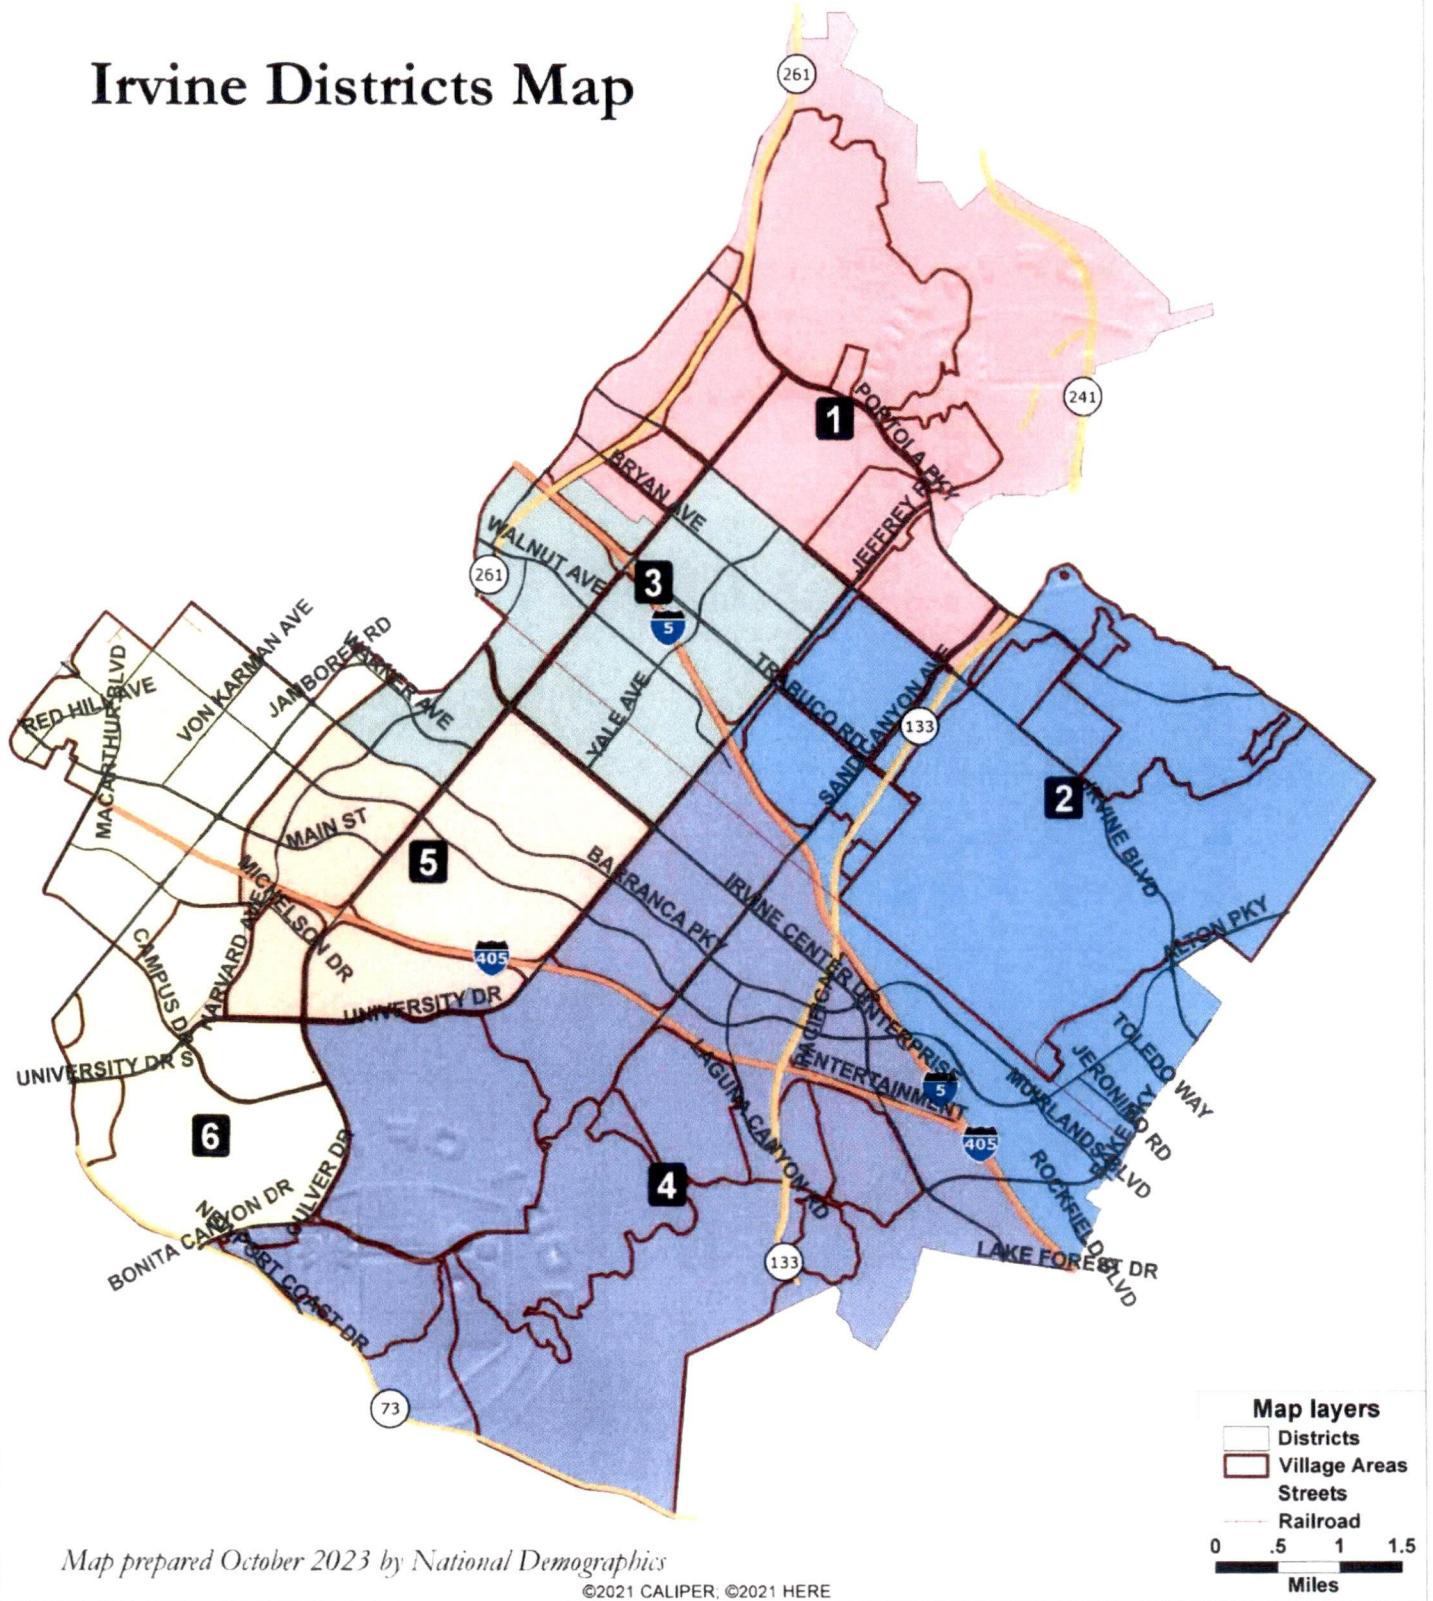 Irvine Districts Map
261
241
1
PORTOLA PKY
BRYAN AVE
JEFFREY
WALNUT AVE
261
3
5
TRABUCO RD
YALE AVE
SAND CANYON AVE
133
RED HILL AVE
MACARTHUR BLVD
VON KARMAN AVE
JAMBOREE RD
WARNER AVE
2
IRVINE BLVD
MAIN ST
5
MICHELSON DR
BARRANCA PKY
IRVINE CENTER DR
ALTON PKY
HARVARD AVE
CAMPUS DR
405
UNIVERSITY DR
PACIFICA
ENTERPRISE
ENTERTAINMENT
LAGUNA CANYON RD
TOLEDO WAY
JERONIMO RD
MUIRLANDS BLVD
LAKE
PKY
5
405
UNIVERSITY DR S
6
CULVER DR
4
BONITA CANYON DR
NEWPORT COAST DR
ROCKFIELD BLVD
LAKE FOREST DR
133
73
Map layers
Districts
Village Areas
Streets
Railroad
0 .5 1 1.5
Miles
Map prepared October 2023 by National Demographics
©2021 CALIPER; ©2021 HERE